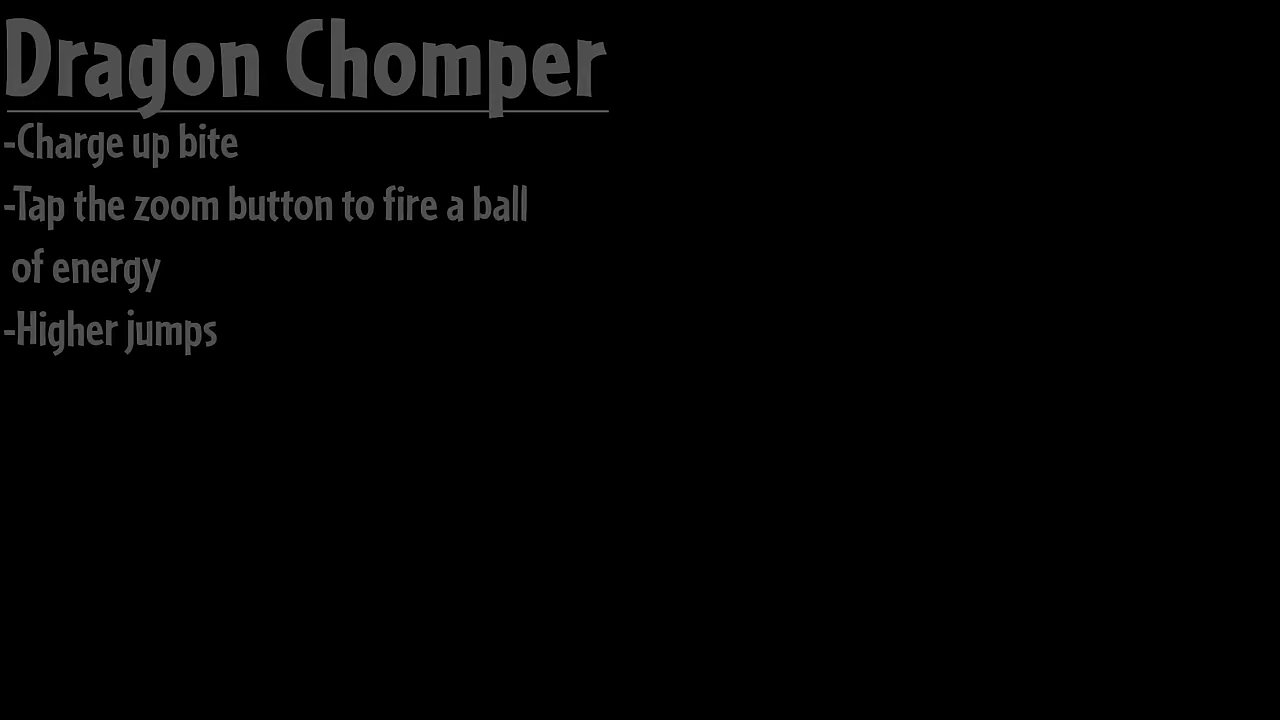 Dragon Chomper
-Charge up bite
-Tap the zoom button to fire a ball
of energy
-Higher jumps